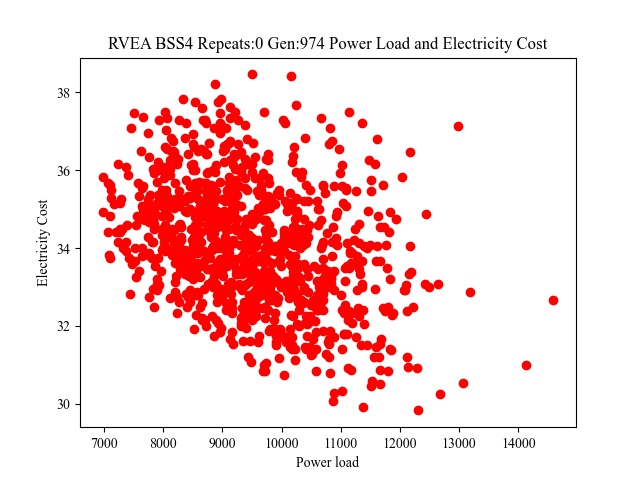 RVEA BSS4 Repeats:0 Gen:974 Power Load and Electricity Cost
38
36
34
32
30
Electricity Cost
7000 8000 9000 10000 11000 12000 13000 14000
Power load